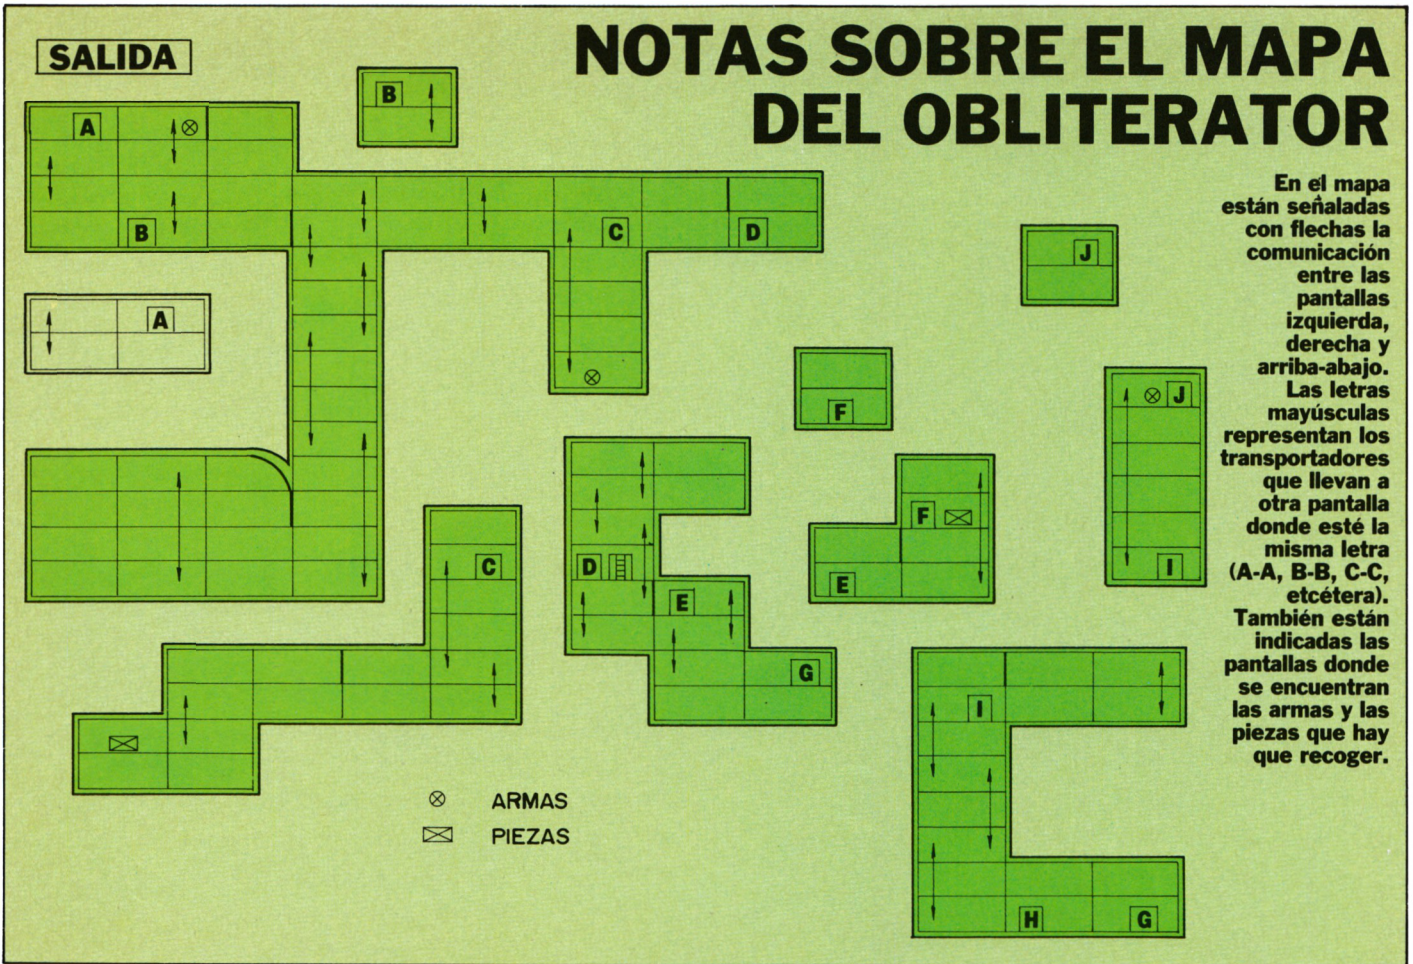 SALIDA
NOTAS SOBRE EL MAPA
DEL OBLITERATOR
En el mapa
están señaladas
con flechas la
comunicación
entre las
pantallas
izquierda,
derecha y
arriba-abajo.
Las letras
mayúsculas
representan los
transportadores
que llevan a
otra pantalla
donde esté la
misma letra
(A-A, B-B, C-C,
etcétera).
También están
indicadas las
pantallas donde
se encuentran
las armas y las
piezas que hay
que recoger.
B
A
B
C
D
A
J
F
J
F
D
C
E
E
I
G
I
H
G
ARMAS
PIEZAS